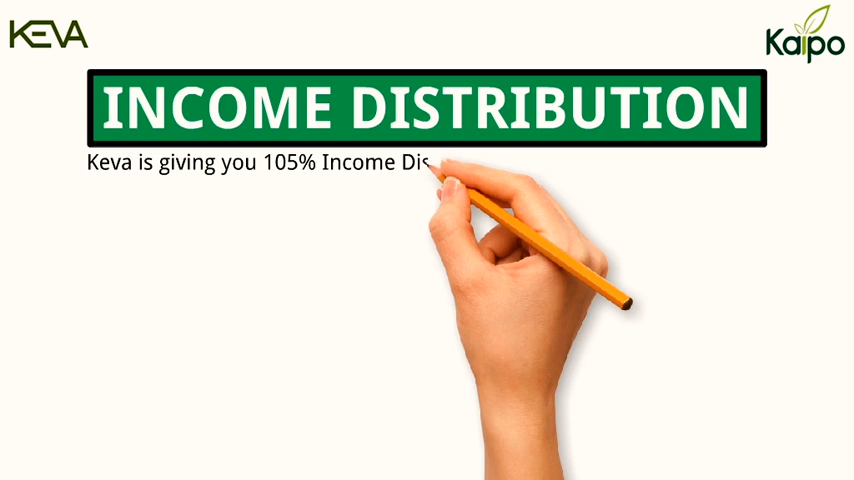 KEVA
Kaipo
INCOME DISTRIBUTION
Keva is giving you 105% Income Dis